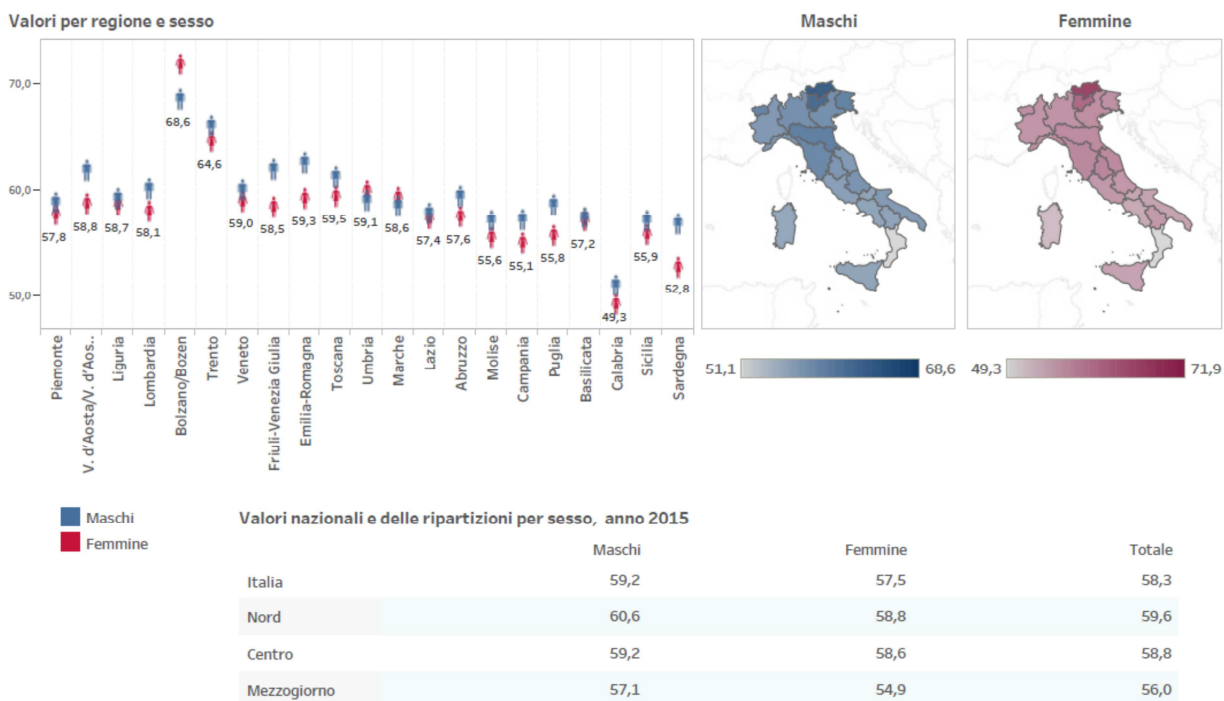 Valori per regione e sesso
Maschi
Femmine
70,0
60,0
50,0
57,8
58,8
58,7
58,1
68,6
64,6
59,0
58,5
59,3
59,5
59,1
58,6
57,4
57,6
55,6
55,1
55,8
57,2
49,3
55,9
52,8
Piemonte
V. d'Aosta/V. d'Aos..
Liguria
Lombardia
Bolzano/Bozen
Trento
Veneto
Friuli-Venezia Giulia
Emilia-Romagna
Toscana
Umbria
Marche
Lazio
Abruzzo
Molise
Campania
Puglia
Basilicata
Calabria
Sicilia
Sardegna
51,1 68,6
49,3 71,9
Maschi
Femmine
Valori nazionali e delle ripartizioni per sesso, anno 2015
Maschi Femmine Totale
Italia 59,2 57,5 58,3
Nord 60,6 58,8 59,6
Centro 59,2 58,6 58,8
Mezzogiorno 57,1 54,9 56,0